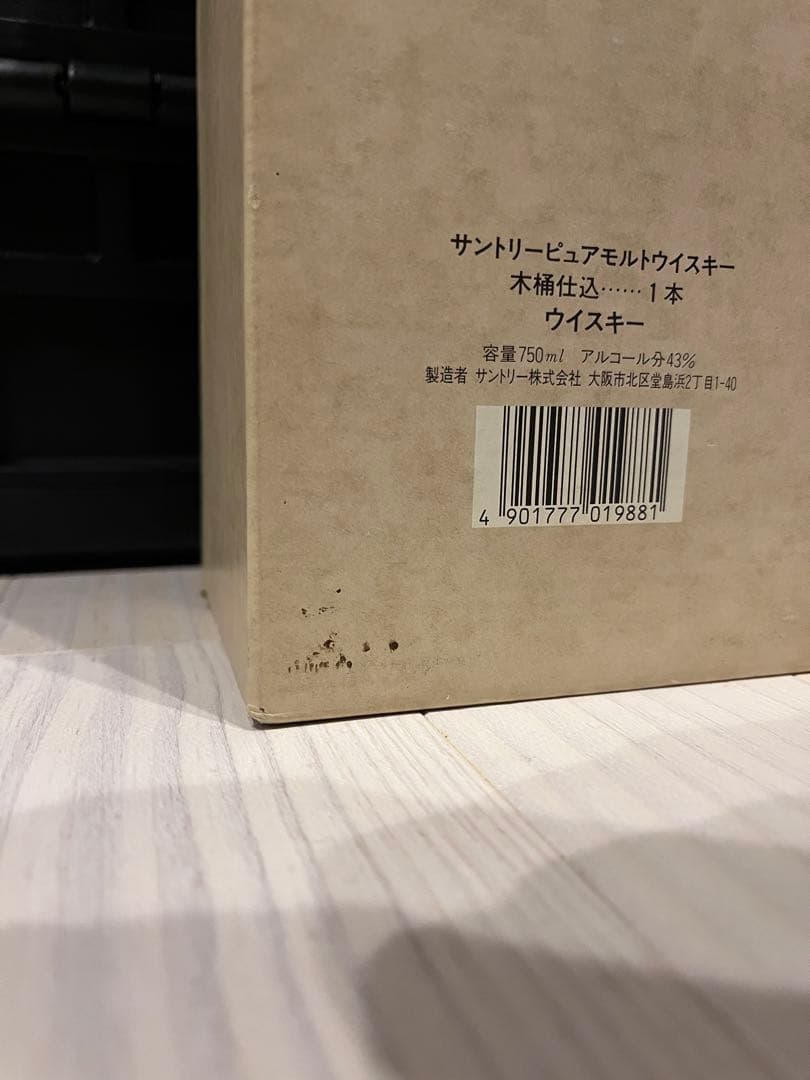 サントリーピュアモルトウイスキー
木桶仕込……1本
ウイスキー
容量750ml アルコール分43%
製造者 サントリー株式会社 大阪市北区堂島浜2丁目1-40
4 901777 019881